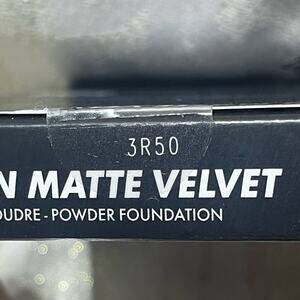 3R50
N MATTE VELVET
OUDRE - POWDER FOUNDATION